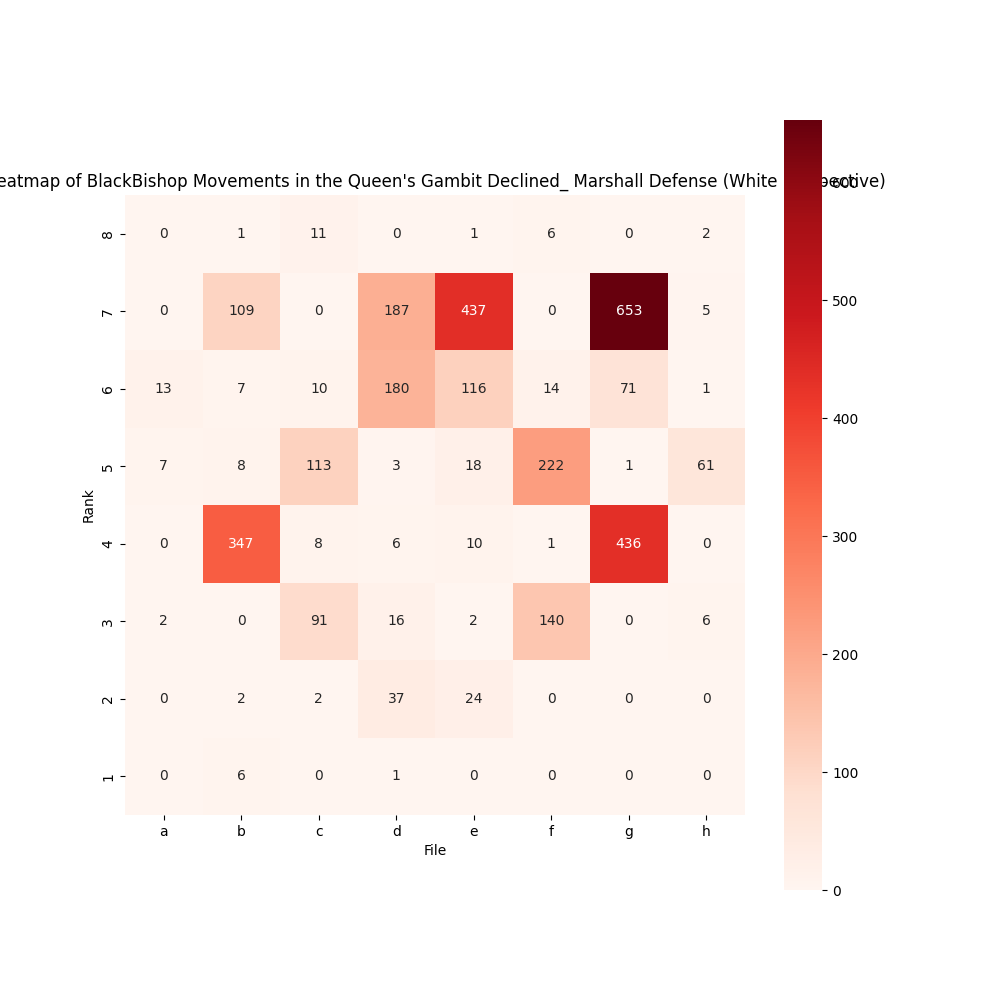 eatmap of BlackBishop Movements in the Queen's Gambit Declined_ Marshall Defense (White ective)
600
8 0 1 11 0 1 6 0 2
7 0 109 0 187 437 0 653 5
500
6 13 7 10 180 116 14 71 1
400
5 7 8 113 3 18 222 1 61
Rank
4 0 347 8 6 10 1 436 0
300
3 2 0 91 16 2 140 0 6
200
2 0 2 2 37 24 0 0 0
1 0 6 0 1 0 0 0 0
100
a b c d e f g h
File
0